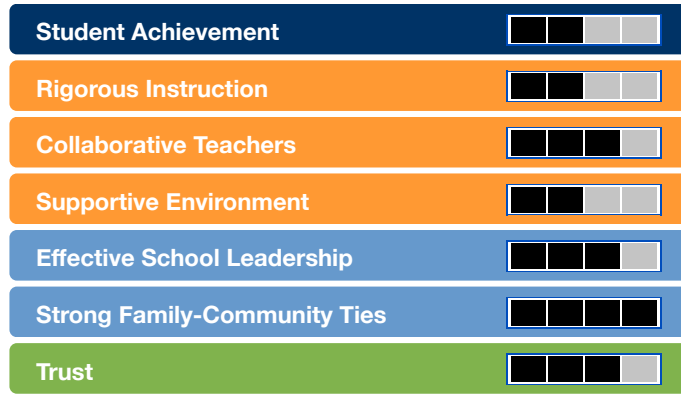 Student Achievement
Rigorous Instruction
Collaborative Teachers
Supportive Environment
Effective School Leadership
Strong Family-Community Ties
Trust